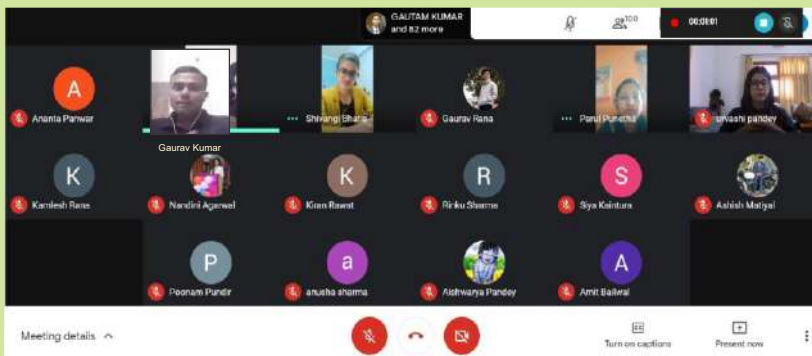 GAUTAM KUMAR
and 82 more
100
00:01:01
A
Ananta Panwar
Gaurav Kumar
Shivangi Bhatia
Gaurav Rana
Parul Punetha
urvashi pandey
K
Kamlesh Rana
Nandini Agarwal
K
Kiran Rawat
R
Rinku Sharma
S
Siya Kaintura
Ashish Matiyal
P
Poonam Pundir
a
anusha sharma
Aishwarya Pandey
A
Amit Bailwal
Meeting details
Turn on captions
Present now